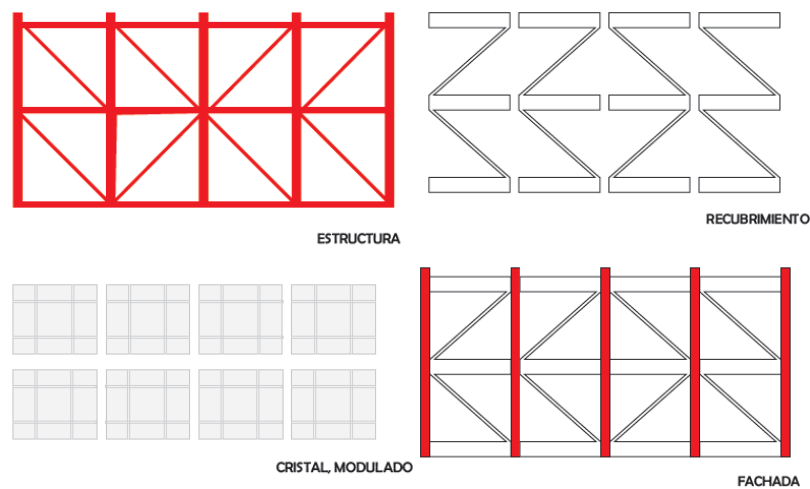 ESTRUCTURA
RECUBRIMIENTO
CRISTAL, MODULADO
FACHADA